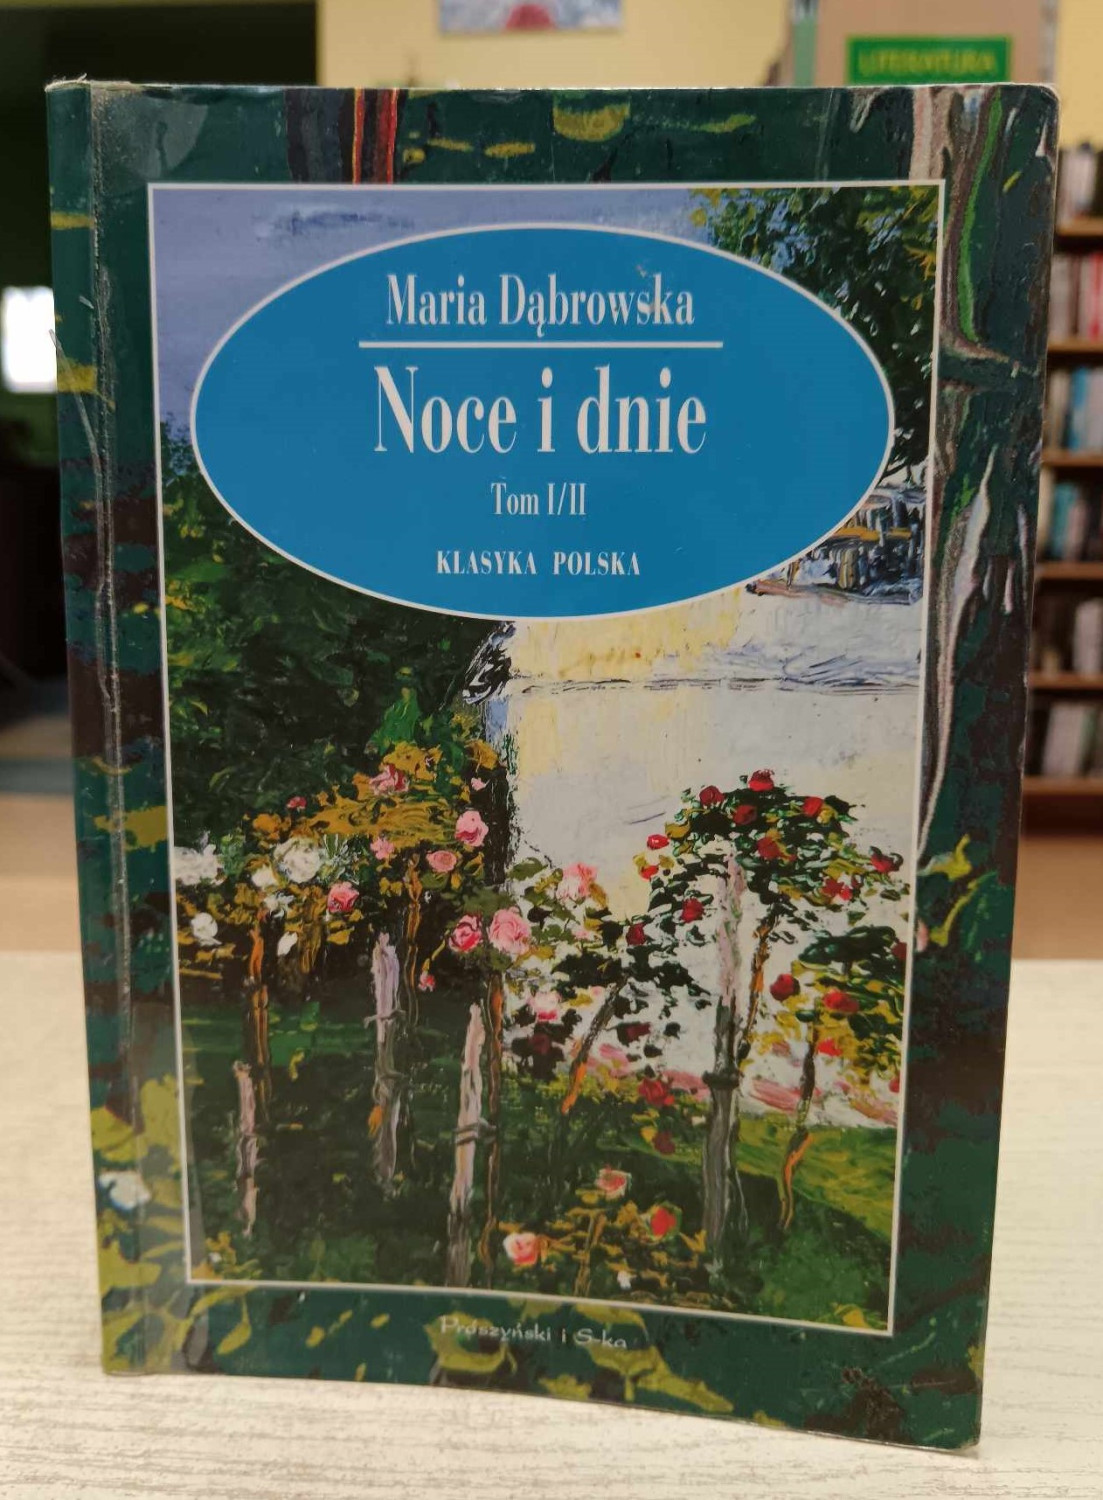 LITERATURA
Maria Dąbrowska
Noce i dnie
Tom I/II
KLASYKA POLSKA
Prószyński i S-ka